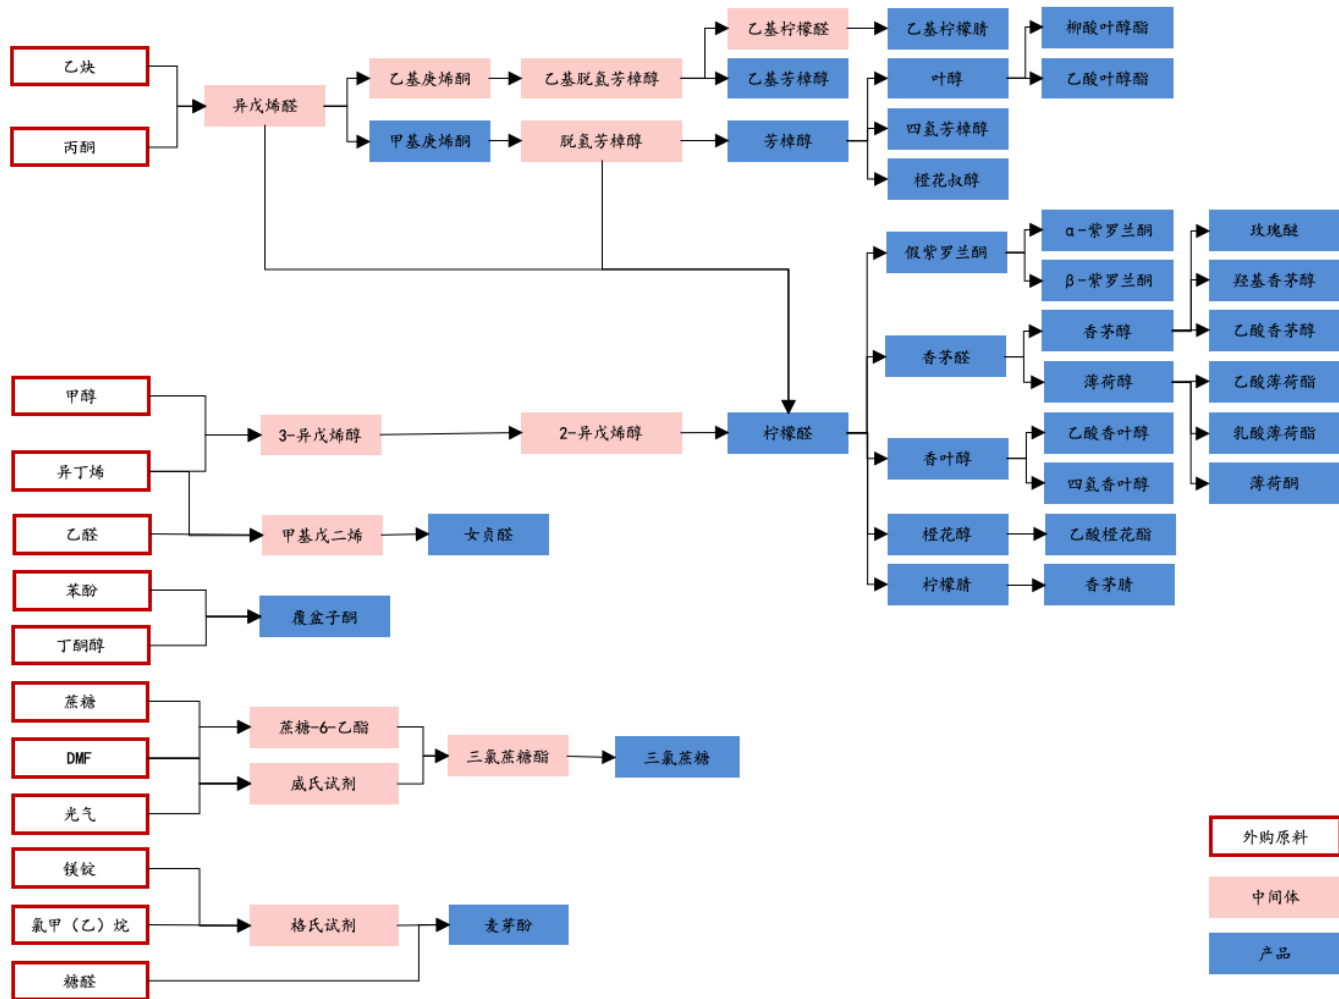 乙炔
丙酮
异戊烯醛
乙基庚烯酮
甲基庚烯酮
乙基脱氢芳樟醇
脱氢芳樟醇
乙基柠檬醛
乙基芳樟醇
芳樟醇
乙基柠檬腈
叶醇
四氢芳樟醇
橙花叔醇
柳酸叶醇酯
乙酸叶醇酯
甲醇
异丁烯
3-异戊烯醇
2-异戊烯醇
柠檬醛
假紫罗兰酮
香茅醛
香叶醇
橙花醇
柠檬腈
α-紫罗兰酮
β-紫罗兰酮
香茅醇
薄荷醇
乙酸香叶醇
四氢香叶醇
乙酸橙花酯
香茅腈
玫瑰醚
羟基香茅醇
乙酸香茅醇
乙酸薄荷酯
乳酸薄荷酯
薄荷酮
乙醛
甲基戊二烯
女贞醛
苯酚
丁酮醇
覆盆子酮
蔗糖
DMF
光气
蔗糖-6-乙酯
威氏试剂
三氯蔗糖酯
三氯蔗糖
镁锭
氯甲（乙）烷
糖醛
格氏试剂
麦芽酚
外购原料
中间体
产品